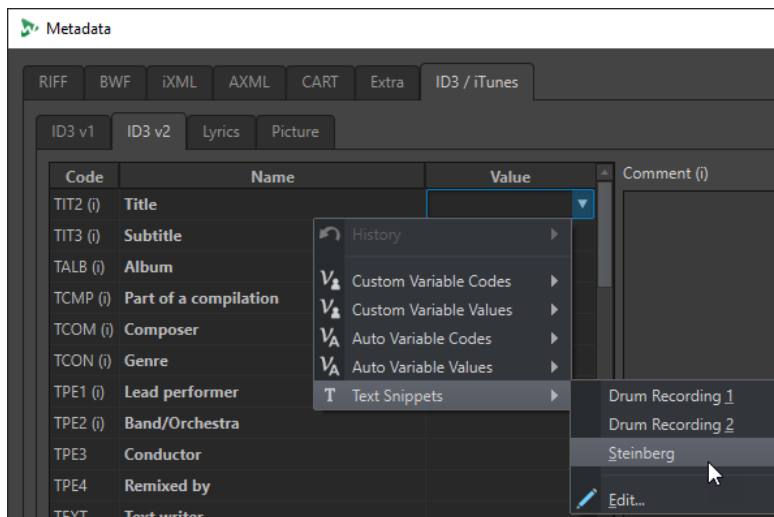 Metadata
RIFF BWF iXML AXML CART Extra ID3 / iTunes
ID3 v1 ID3 v2 Lyrics Picture
Code Name Value Comment (i)
TIT2 (i) Title
TIT3 (i) Subtitle
History
TALB (i) Album
TCMP (i) Part of a compilation
Custom Variable Codes
Custom Variable Values
TCOM (i) Composer
Auto Variable Codes
TCON (i) Genre
Auto Variable Values
TPE1 (i) Lead performer
Text Snippets
Drum Recording 1
TPE2 (i) Band/Orchestra
Drum Recording 2
TPE3 Conductor
Steinberg
TPE4 Remixed by
Edit...
TEXT Text writer